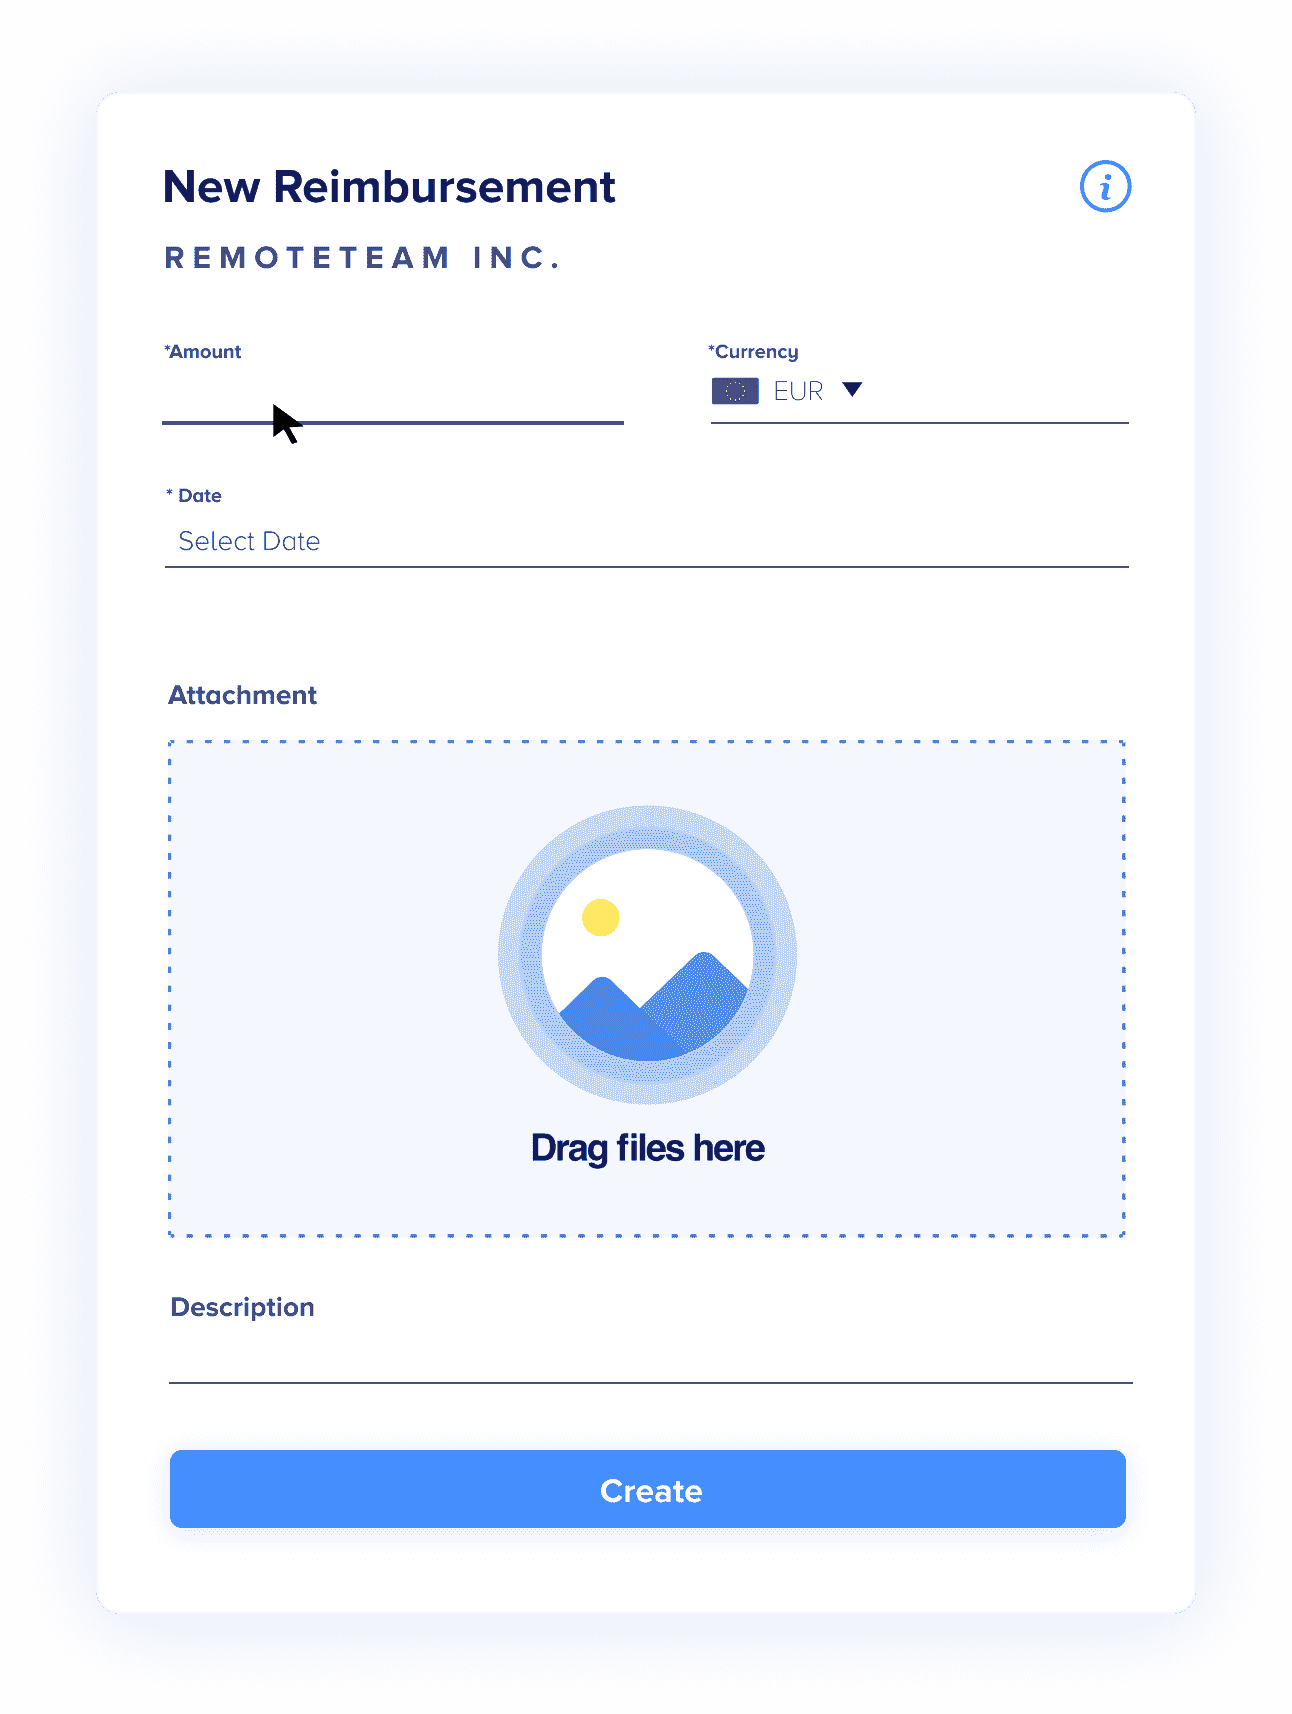 New Reimbursement
i
REMOTETEAM INC.
*Amount
*Currency
EUR
* Date
Select Date
Attachment
Drag files here
Description
Create